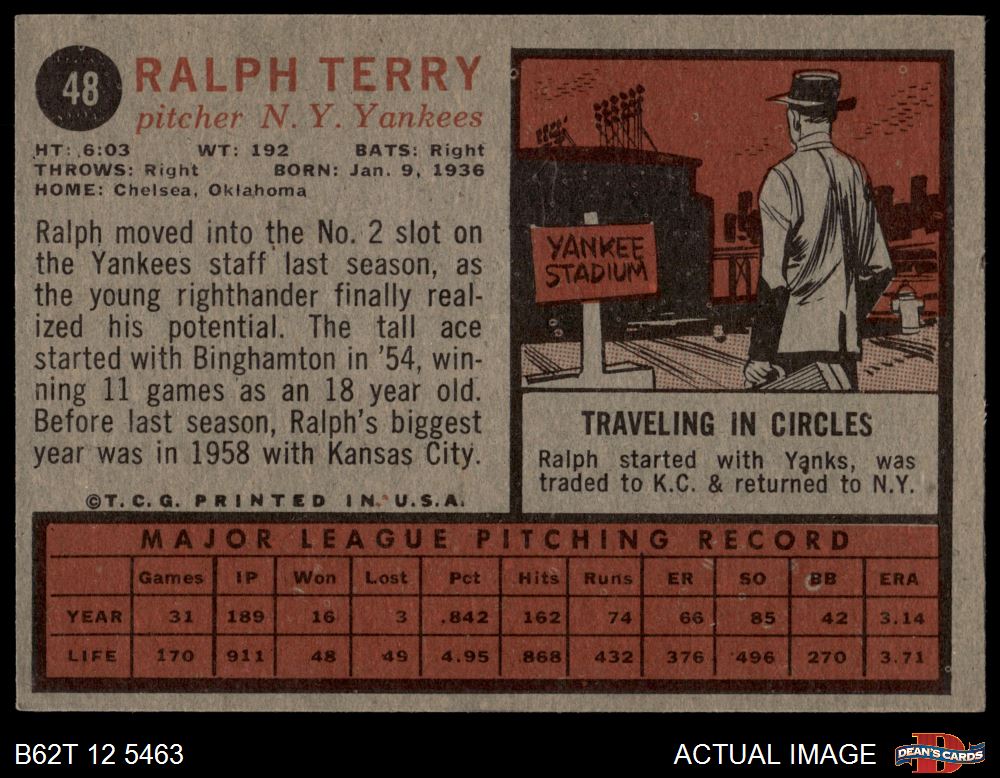 48
RALPH TERRY
pitcher N. Y. Yankees
HT: 6:03 WT: 192 BATS: Right
THROWS: Right BORN: Jan. 9, 1936
HOME: Chelsea, Oklahoma
Ralph moved into the No. 2 slot on
the Yankees staff last season, as
the young righthander finally real-
ized his potential. The tall ace
started with Binghamton in '54, win-
ning 11 games as an 18 year old.
Before last season, Ralph's biggest
year was in 1958 with Kansas City.
©T.C.G. PRINTED IN U.S.A.
YANKEE
STADIUM
TRAVELING IN CIRCLES
Ralph started with Yanks, was
traded to K.C. & returned to N.Y.
MAJOR LEAGUE PITCHING RECORD
Games IP Won Lost Pct Hits Runs ER SO BB ERA
YEAR 31 189 16 3 .842 162 74 66 85 42 3.14
LIFE 170 911 48 49 4.95 868 432 376 496 270 3.71
B62T 12 5463
ACTUAL IMAGE
D
DEAN'S CARDS